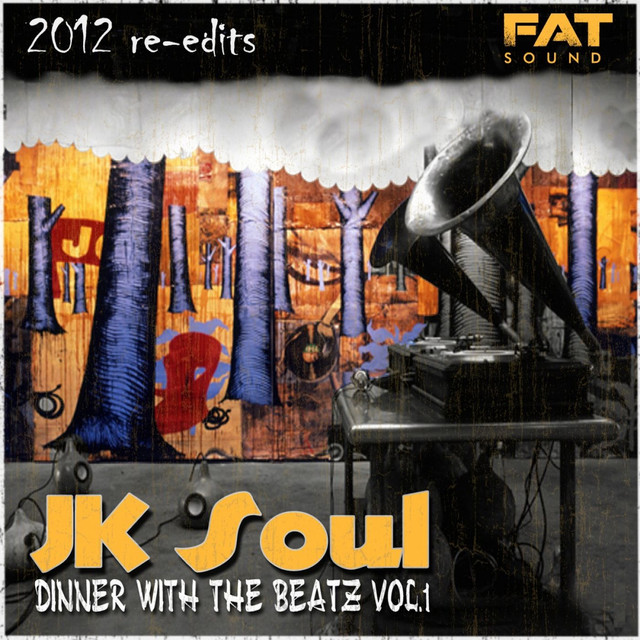 2012 re-edits
FAT
SOUND
JK Soul
DINNER WITH THE BEATZ VOL.1